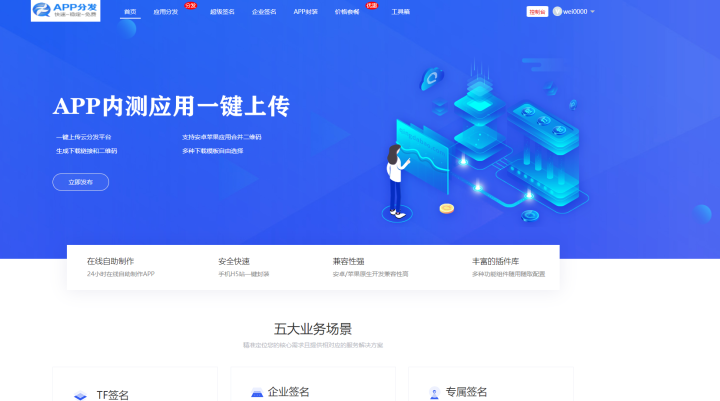 APP分发
快速—稳定—免费
首页
应用分发
分发
超级签名
企业签名
APP封装
价格套餐
优惠
工具箱
控制台
wei0000
APP内测应用一键上传
一键上传云分发平台
支持安卓苹果应用合并二维码
生成下载链接和二维码
多种下载模板自由选择
立即发布
在线自助制作
安全快速
兼容性强
丰富的插件库
24小时在线自助制作APP
手机H5站一键封装
安卓/苹果原生开发兼容性高
多种功能组件随用随取配置
五大业务场景
精准定位您的核心需求且提供相对应的服务解决方案
TF签名
企业签名
专属签名